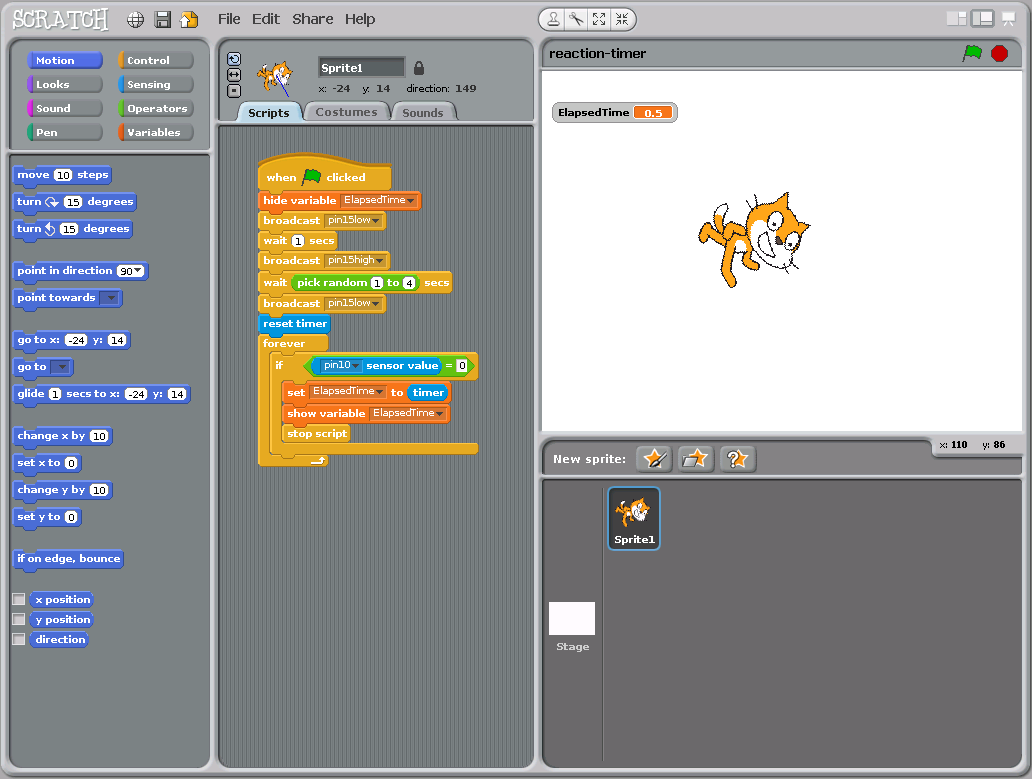 SCRATCH File Edit Share Help
Motion Control
Looks Sensing
Sound Operators
Pen Variables
move 10 steps
turn 15 degrees
turn 15 degrees
point in direction 90
point towards
go to x: -24 y: 14
go to
glide 1 secs to x: -24 y: 14
change x by 10
set x to 0
change y by 10
set y to 0
if on edge, bounce
x position
y position
direction
Sprite1
x: -24 y: 14 direction: 149
Scripts Costumes Sounds
when clicked
hide variable ElapsedTime
broadcast pin15low
wait 1 secs
broadcast pin15high
wait pick random 1 to 4 secs
broadcast pin15low
reset timer
forever
if pin10 sensor value = 0
set ElapsedTime to timer
show variable ElapsedTime
stop script
reaction-timer
ElapsedTime 0.5
x: 110 y: 86
New sprite:
Sprite1
Stage